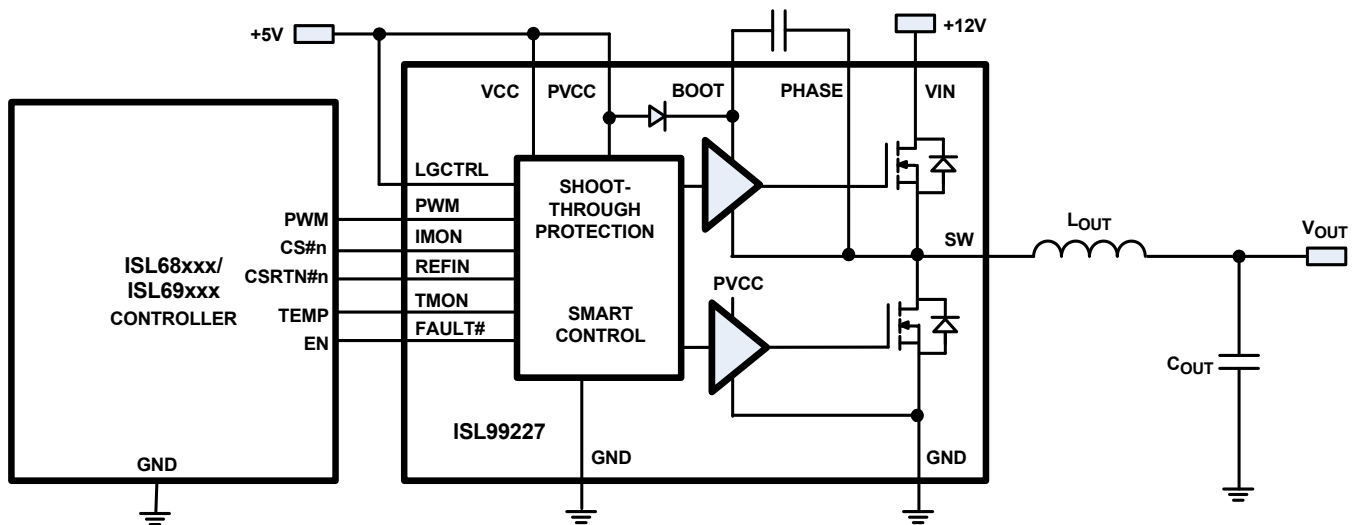 +5V
+12V
VCC
PVCC
BOOT
PHASE
VIN
LGCTRL
PWM
IMON
REFIN
TMON
FAULT#
SHOOT-
THROUGH
PROTECTION
SMART
CONTROL
PWM
CS#n
CSRTN#n
TEMP
EN
ISL68xxx/
ISL69xxx
CONTROLLER
GND
PVCC
SW
LOUT
VOUT
COUT
ISL99227
GND
GND